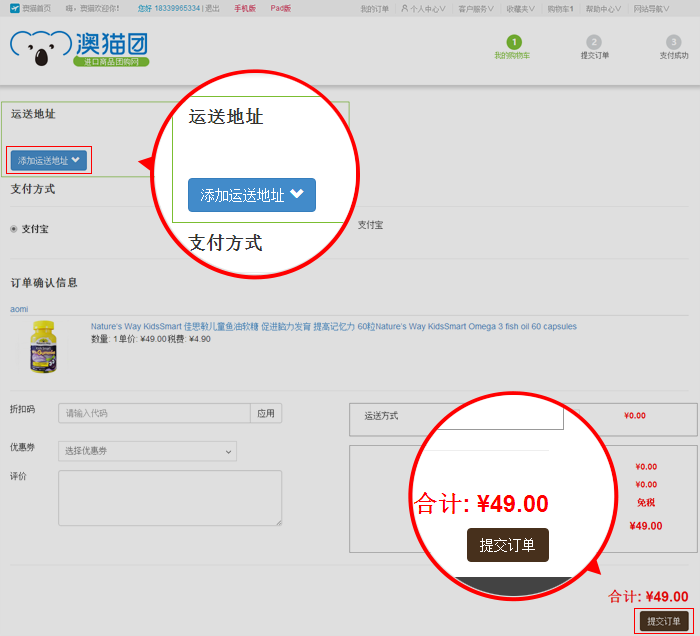 澳猫首页 嗨，澳猫欢迎你！ 您好 18339965334 | 退出 手机版 Pad版 我的订单 个人中心 客户服务 收藏夹 购物车1 帮助中心 网站导航
澳猫团
进口商品团购网
1 2 3
我的购物车 提交订单 支付成功
运送地址
添加运送地址
运送地址
添加运送地址
支付方式
支付方式
支付宝
支付宝
订单确认信息
aomi
Nature's Way KidsSmart 佳思敏儿童鱼油软糖 促进脑力发育 提高记忆力 60粒Nature's Way KidsSmart Omega 3 fish oil 60 capsules
数量: 1单价: ¥49.00税费: ¥4.90
折扣码 请输入代码 应用
优惠券 选择优惠券
评价
运送方式 ¥0.00
¥0.00
¥0.00
免税
¥49.00
合计: ¥49.00
提交订单
合计: ¥49.00
提交订单